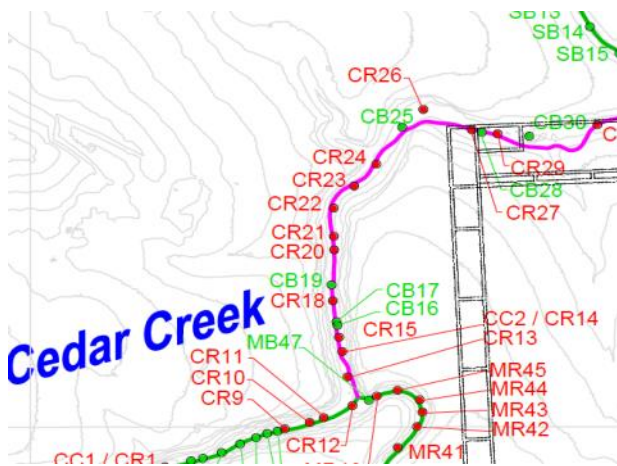 SB13
SB14
SB15
CR26
CB25
CB30
CR24
CR29
CR23
CB28
CR22
CR27
CR21
CR20
CB19
CB17
CR18
CB16
Cedar Creek
CC2 / CR14
CR15
MB47
CR13
CR11
MR45
CR10
MR44
CR9
MR43
CR12
MR42
MR41
CC1 / CR1